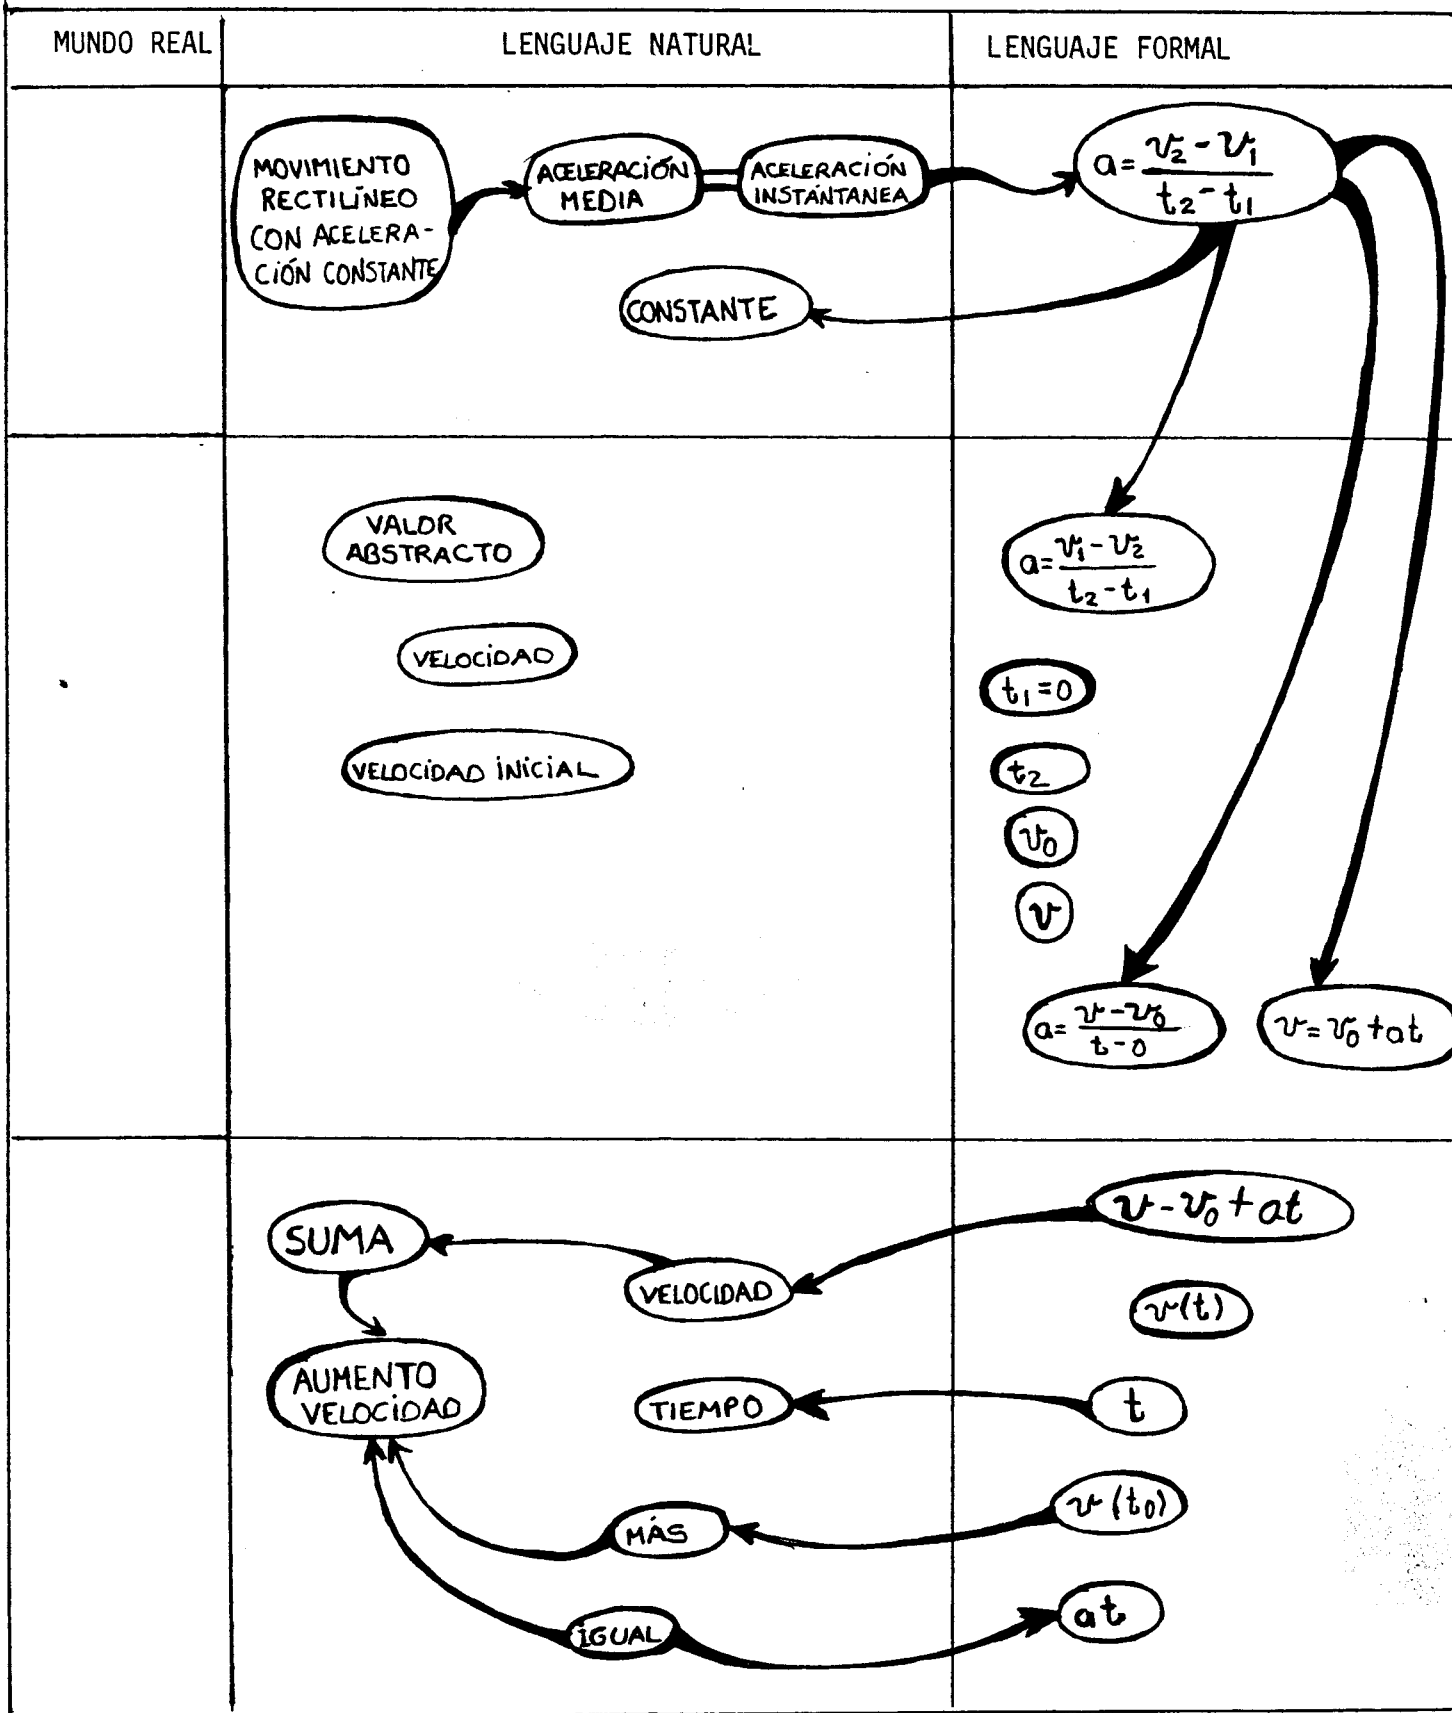 MUNDO REAL
LENGUAJE NATURAL
LENGUAJE FORMAL
MOVIMIENTO
RECTILÍNEO
CON ACELERA-
CIÓN CONSTANTE
ACELERACIÓN
MEDIA
ACELERACIÓN
INSTÁNTANEA
a = (v₂ - v₁) / (t₂ - t₁)
CONSTANTE
VALOR
ABSTRACTO
a = (v₁ - v₂) / (t₂ - t₁)
VELOCIDAD
t₁ = 0
VELOCIDAD INICIAL
t₂
v₀
v
a = (v - v₀) / (t - 0)
v = v₀ + at
v - v₀ + at
SUMA
VELOCIDAD
v(t)
AUMENTO
VELOCIDAD
TIEMPO
t
MÁS
v(t₀)
IGUAL
at